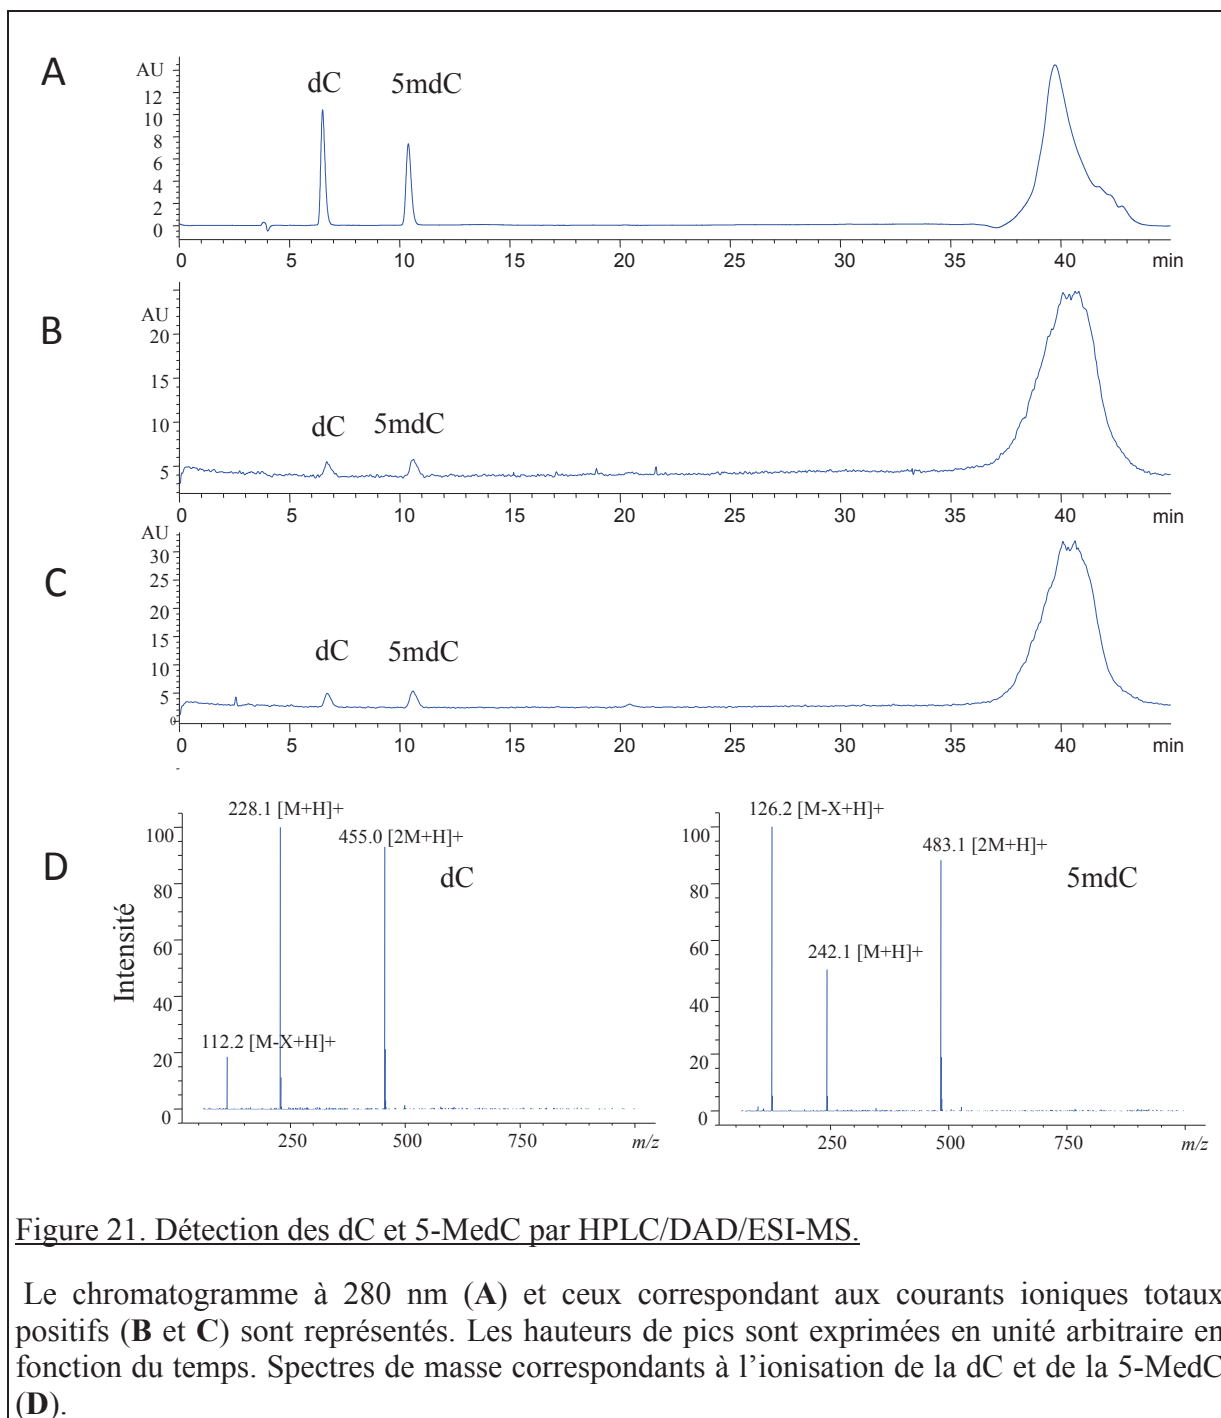 A
AU
dC
5mdC
12
10
8
6
4
2
0
0 5 10 15 20 25 30 35 40 min
B
AU
20
15
10
5
dC
5mdC
0 5 10 15 20 25 30 35 40 min
C
AU
30
25
20
15
10
5
0
dC
5mdC
0 5 10 15 20 25 30 35 40 min
D
Intensité
228.1 [M+H]+
455.0 [2M+H]+
dC
112.2 [M-X+H]+
100
80
60
40
20
0
250 500 750 m/z
126.2 [M-X+H]+
483.1 [2M+H]+
5mdC
242.1 [M+H]+
100
80
60
40
20
0
250 500 750 m/z
Figure 21. Détection des dC et 5-MedC par HPLC/DAD/ESI-MS.
Le chromatogramme à 280 nm (A) et ceux correspondant aux courants ioniques totaux
positifs (B et C) sont représentés. Les hauteurs de pics sont exprimées en unité arbitraire en
fonction du temps. Spectres de masse correspondants à l'ionisation de la dC et de la 5-MedC
(D).